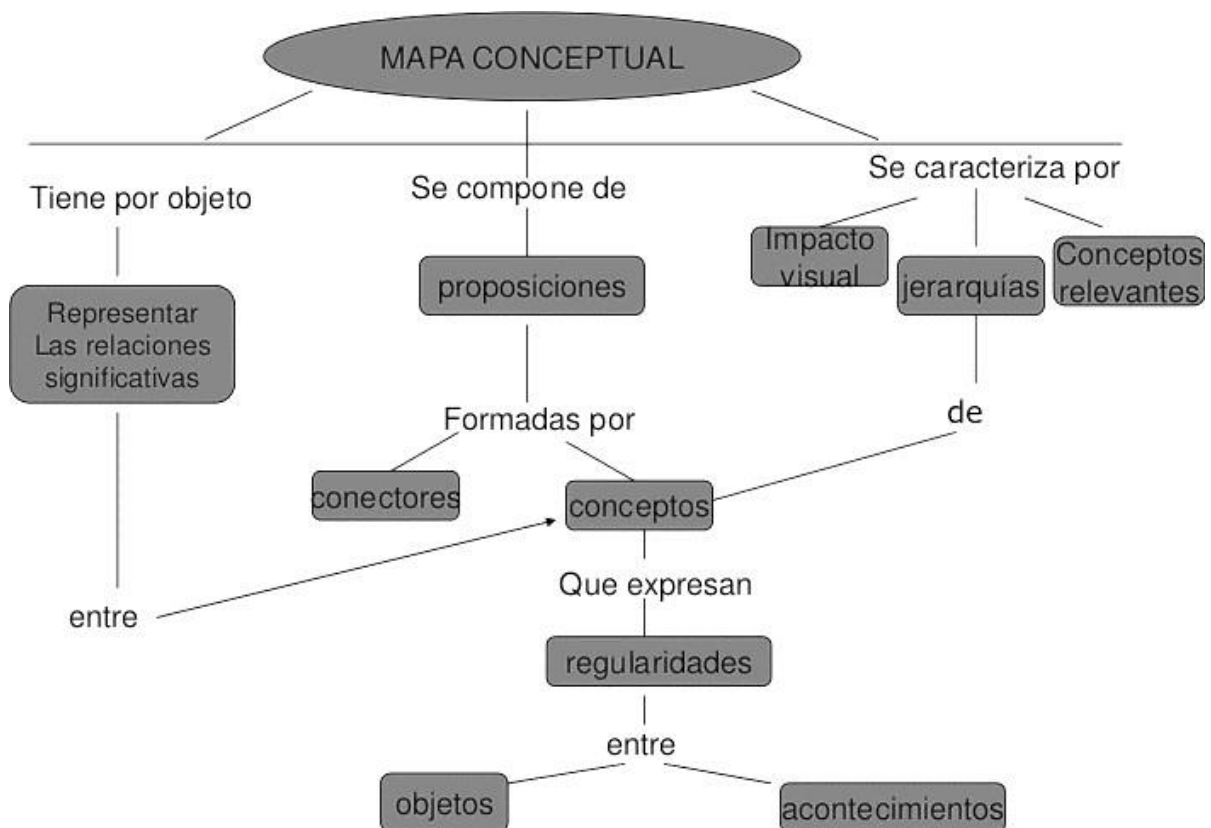 MAPA CONCEPTUAL
Tiene por objeto
Se compone de
Se caracteriza por
Representar
Las relaciones
significativas
proposiciones
Impacto
visual
jerarquías
Conceptos
relevantes
Formadas por
de
conectores
conceptos
entre
Que expresan
regularidades
entre
objetos
acontecimientos